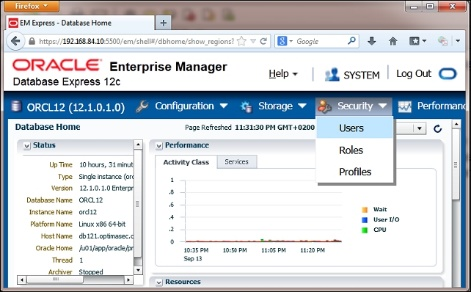 Firefox
EM Express - Database Home
https://192.168.84.10:5500/em/shell#/dbhome/show_regions
Google
ORACLE Enterprise Manager
Database Express 12c
Help SYSTEM Log Out
ORCL12 (12.1.0.1.0) Configuration Storage Security Performanc
Users
Roles
Profiles
Database Home
Page Refreshed 11:31:30 PM GMT+0200
Status
Up Time 10 hours, 31 minut
Type Single instance (orc
Version 12.1.0.1.0 Enterpr
Database Name ORCL12
Instance Name orcl12
Platform Name Linux x86 64-bit
Host Name db121.optimasec.c
Oracle Home /u01/app/oracle/pr
Thread 1
Archiver Stopped
Performance
Activity Class Services
1
.8
.6
.4
.2
0
10:35 PM 10:50 PM 11:05 PM 11:20 PM
Sep 13
Wait
User I/O
CPU
Resources